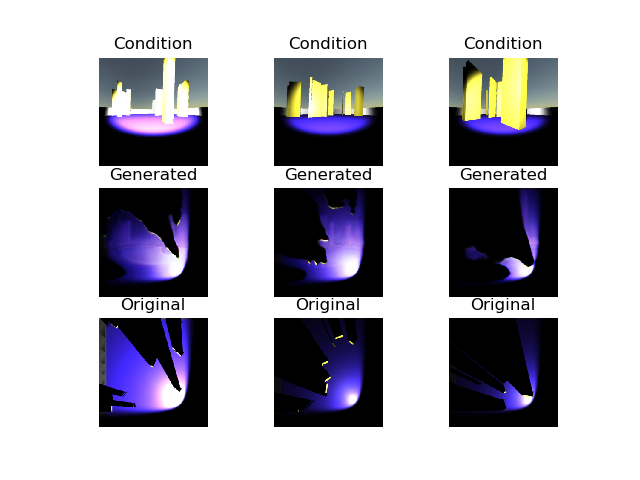 Condition
Condition
Condition
Generated
Generated
Generated
Original
Original
Original